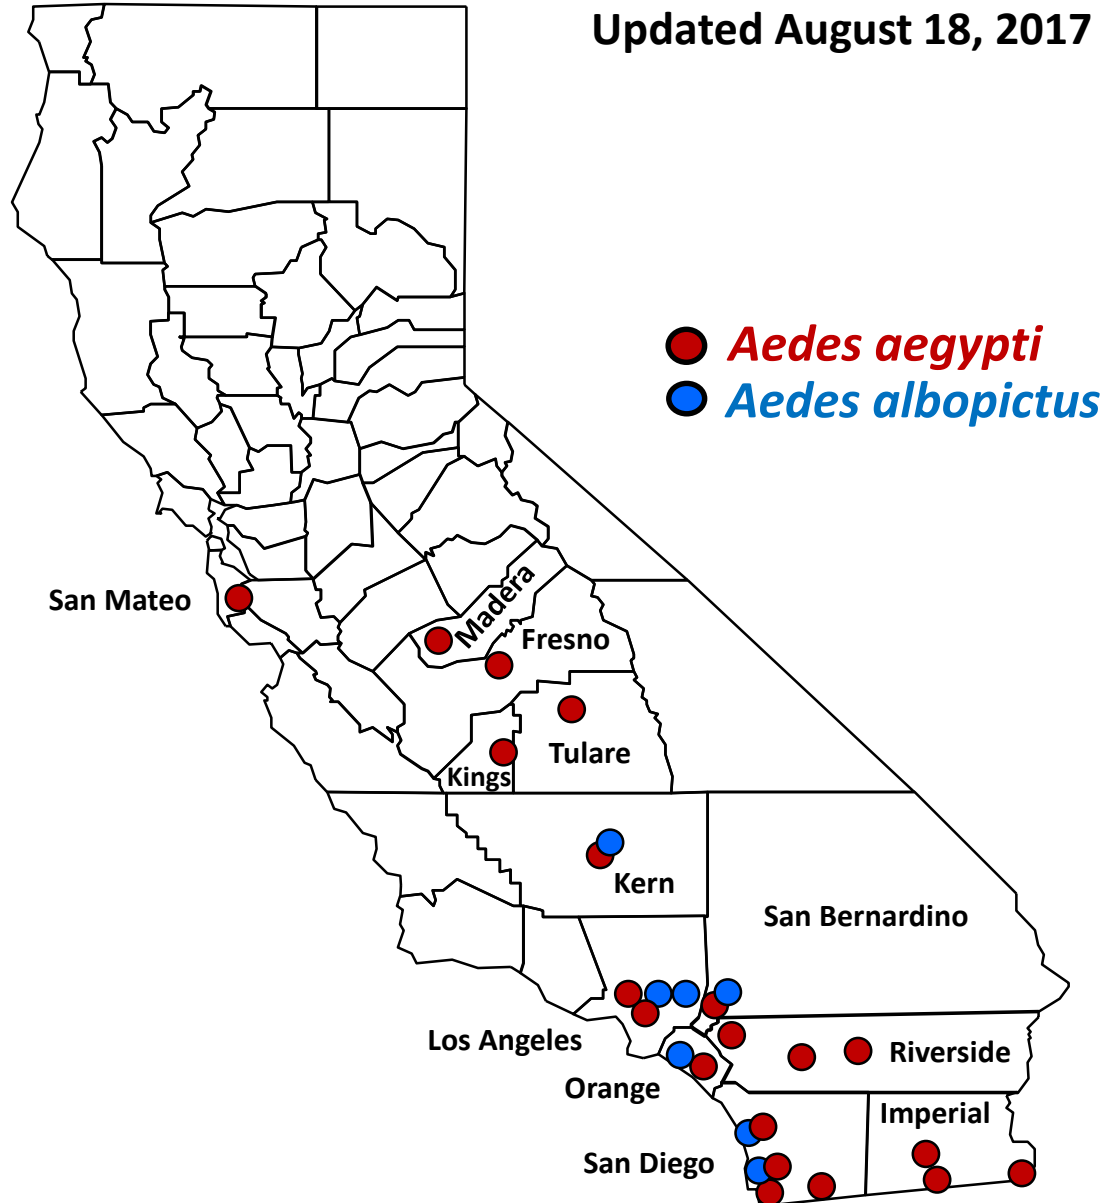 Updated August 18, 2017
Aedes aegypti
Aedes albopictus
San Mateo
Madera
Fresno
Tulare
Kings
Kern
San Bernardino
Los Angeles
Riverside
Orange
Imperial
San Diego